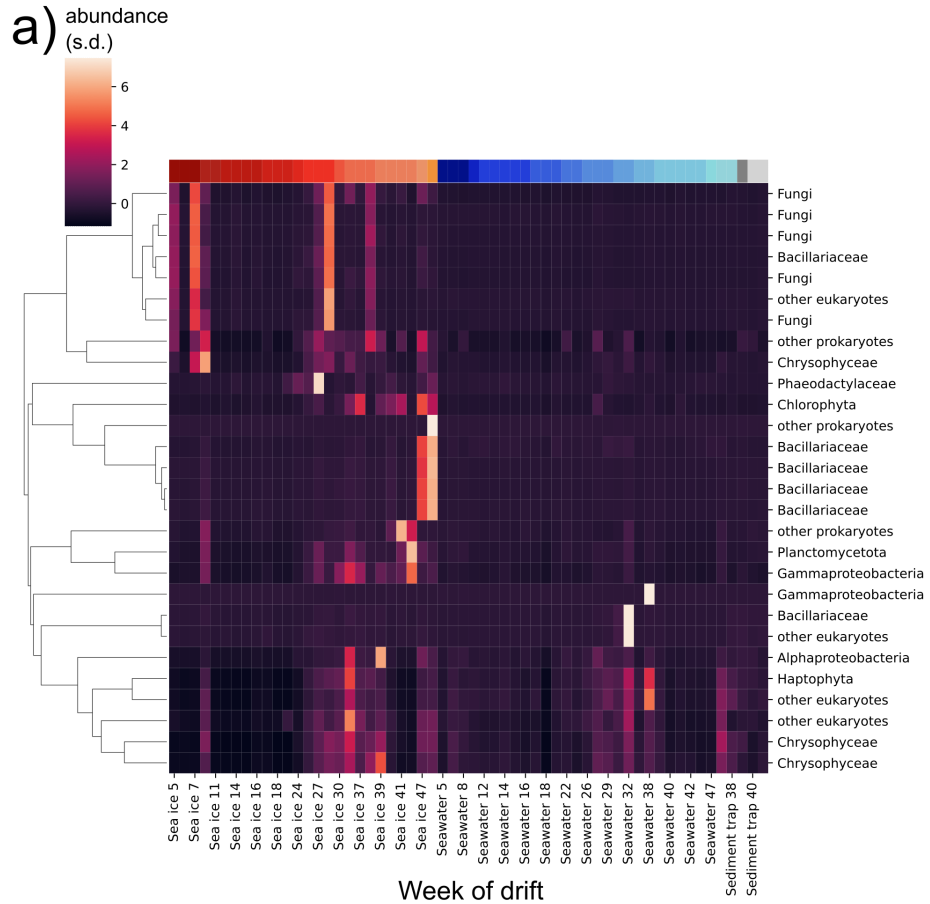 a)
abundance
(s.d.)
6
4
2
0
Fungi
Fungi
Fungi
Bacillariaceae
Fungi
other eukaryotes
Fungi
other prokaryotes
Chrysophyceae
Phaeodactylaceae
Chlorophyta
other prokaryotes
Bacillariaceae
Bacillariaceae
Bacillariaceae
Bacillariaceae
other prokaryotes
Planctomycetota
Gammaproteobacteria
Gammaproteobacteria
Bacillariaceae
other eukaryotes
Alphaproteobacteria
Haptophyta
other eukaryotes
other eukaryotes
Chrysophyceae
Chrysophyceae
Sea ice 5
Sea ice 7
Sea ice 11
Sea ice 14
Sea ice 16
Sea ice 18
Sea ice 24
Sea ice 27
Sea ice 30
Sea ice 37
Sea ice 39
Sea ice 41
Sea ice 47
Seawater 5
Seawater 8
Seawater 12
Seawater 14
Seawater 16
Seawater 18
Seawater 22
Seawater 26
Seawater 29
Seawater 32
Seawater 38
Seawater 40
Seawater 42
Seawater 47
Sediment trap 38
Sediment trap 40
Week of drift